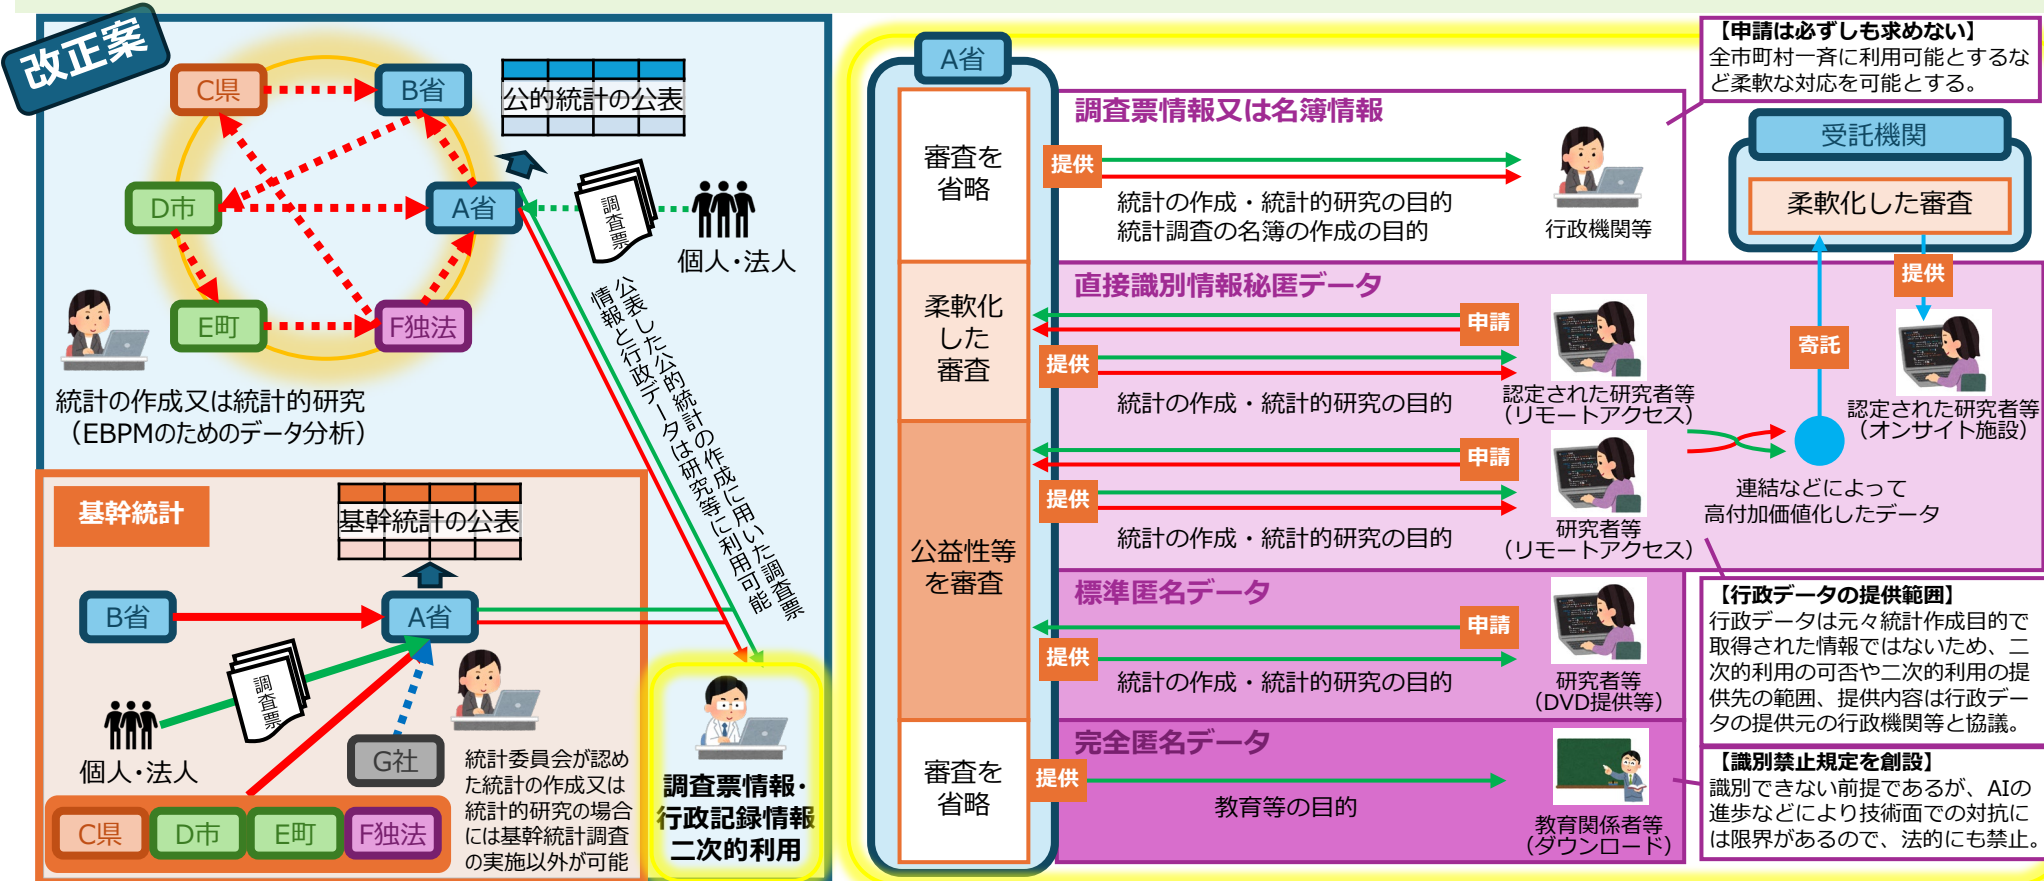 改正案
C県
B省
公的統計の公表
D市
A省
調査票
個人・法人
E町
F独法
統計の作成又は統計的研究
（EBPMのためのデータ分析）
公表した公的統計の作成に用いた調査票
情報と行政データは研究等に利用可能
基幹統計
基幹統計の公表
B省
A省
調査票
個人・法人
G社
統計委員会が認め
た統計の作成又は
統計的研究の場合
には基幹統計調査
の実施以外が可能
C県
D市
E町
F独法
調査票情報・
行政記録情報
二次的利用
A省
審査を
省略
柔軟化
した
審査
公益性等
を審査
審査を
省略
調査票情報又は名簿情報
提供
統計の作成・統計的研究の目的
統計調査の名簿の作成の目的
行政機関等
直接識別情報秘匿データ
申請
提供
統計の作成・統計的研究の目的
認定された研究者等
（リモートアクセス）
申請
提供
統計の作成・統計的研究の目的
研究者等
（リモートアクセス）
標準匿名データ
申請
提供
統計の作成・統計的研究の目的
研究者等
（DVD提供等）
完全匿名データ
提供
教育等の目的
教育関係者等
（ダウンロード）
【申請は必ずしも求めない】
全市町村一斉に利用可能とするな
ど柔軟な対応を可能とする。
受託機関
柔軟化した審査
提供
寄託
認定された研究者等
（オンサイト施設）
連結などによって
高付加価値化したデータ
【行政データの提供範囲】
行政データは元々統計作成目的で
取得された情報ではないため、二
次的利用の可否や二次的利用の提
供先の範囲、提供内容は行政デー
タの提供元の行政機関等と協議。
【識別禁止規定を創設】
識別できない前提であるが、AIの
進歩などにより技術面での対抗に
は限界があるので、法的にも禁止。